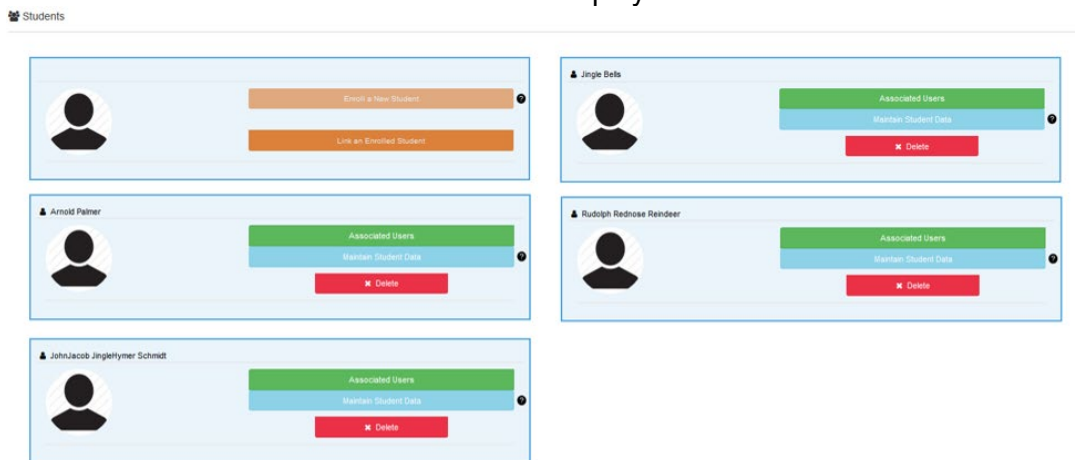 Students
Enroll a New Student
Link an Enrolled Student
Jingle Bells
Associated Users
Maintain Student Data
✖ Delete
Arnold Palmer
Associated Users
Maintain Student Data
✖ Delete
Rudolph Rednose Reindeer
Associated Users
Maintain Student Data
✖ Delete
JohnJacob JingleHymer Schmidt
Associated Users
Maintain Student Data
✖ Delete